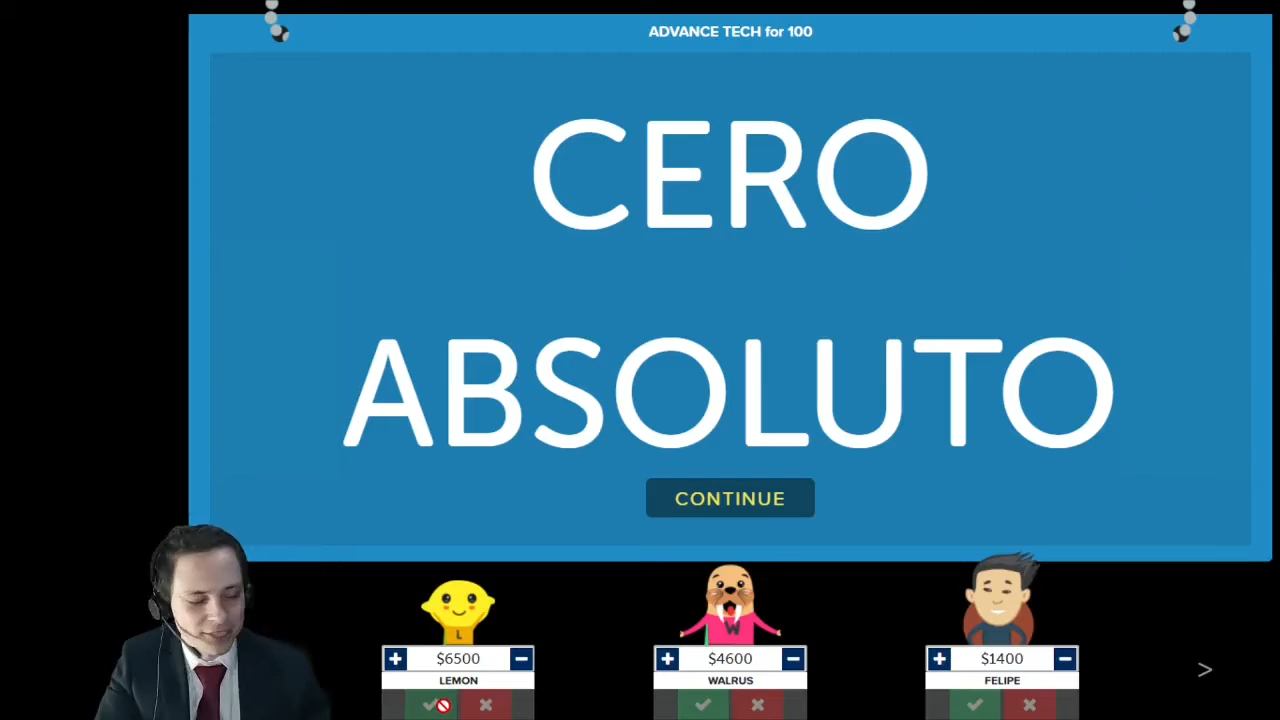 ADVANCE TECH for 100
CERO
ABSOLUTO
CONTINUE
L
W
$6500
$4600
$1400
LEMON
WALRUS
FELIPE